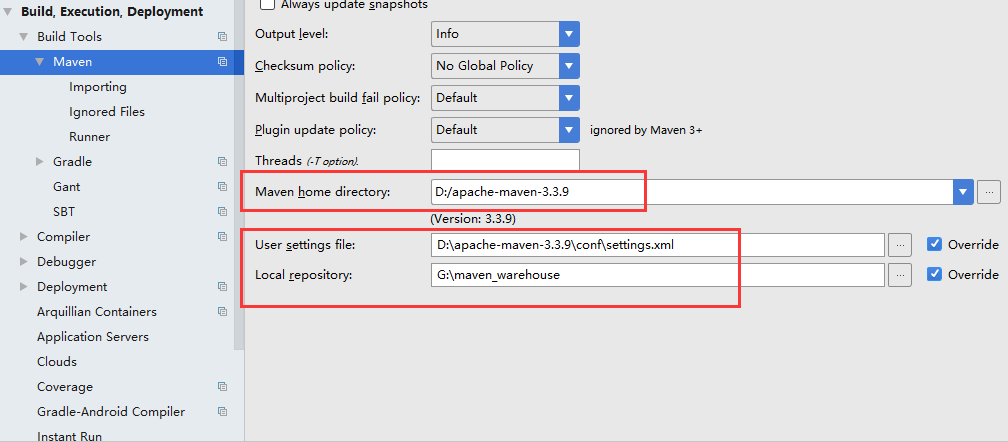 Build, Execution, Deployment
Build Tools
Maven
Importing
Ignored Files
Runner
Gradle
Gant
SBT
Compiler
Debugger
Deployment
Arquillian Containers
Application Servers
Clouds
Coverage
Gradle-Android Compiler
Instant Run
Always update snapshots
Output level: Info
Checksum policy: No Global Policy
Multiproject build fail policy: Default
Plugin update policy: Default ignored by Maven 3+
Threads (-T option).
Maven home directory: D:/apache-maven-3.3.9 ...
(Version: 3.3.9)
User settings file: D:\apache-maven-3.3.9\conf\settings.xml ... Override
Local repository: G:\maven_warehouse ... Override